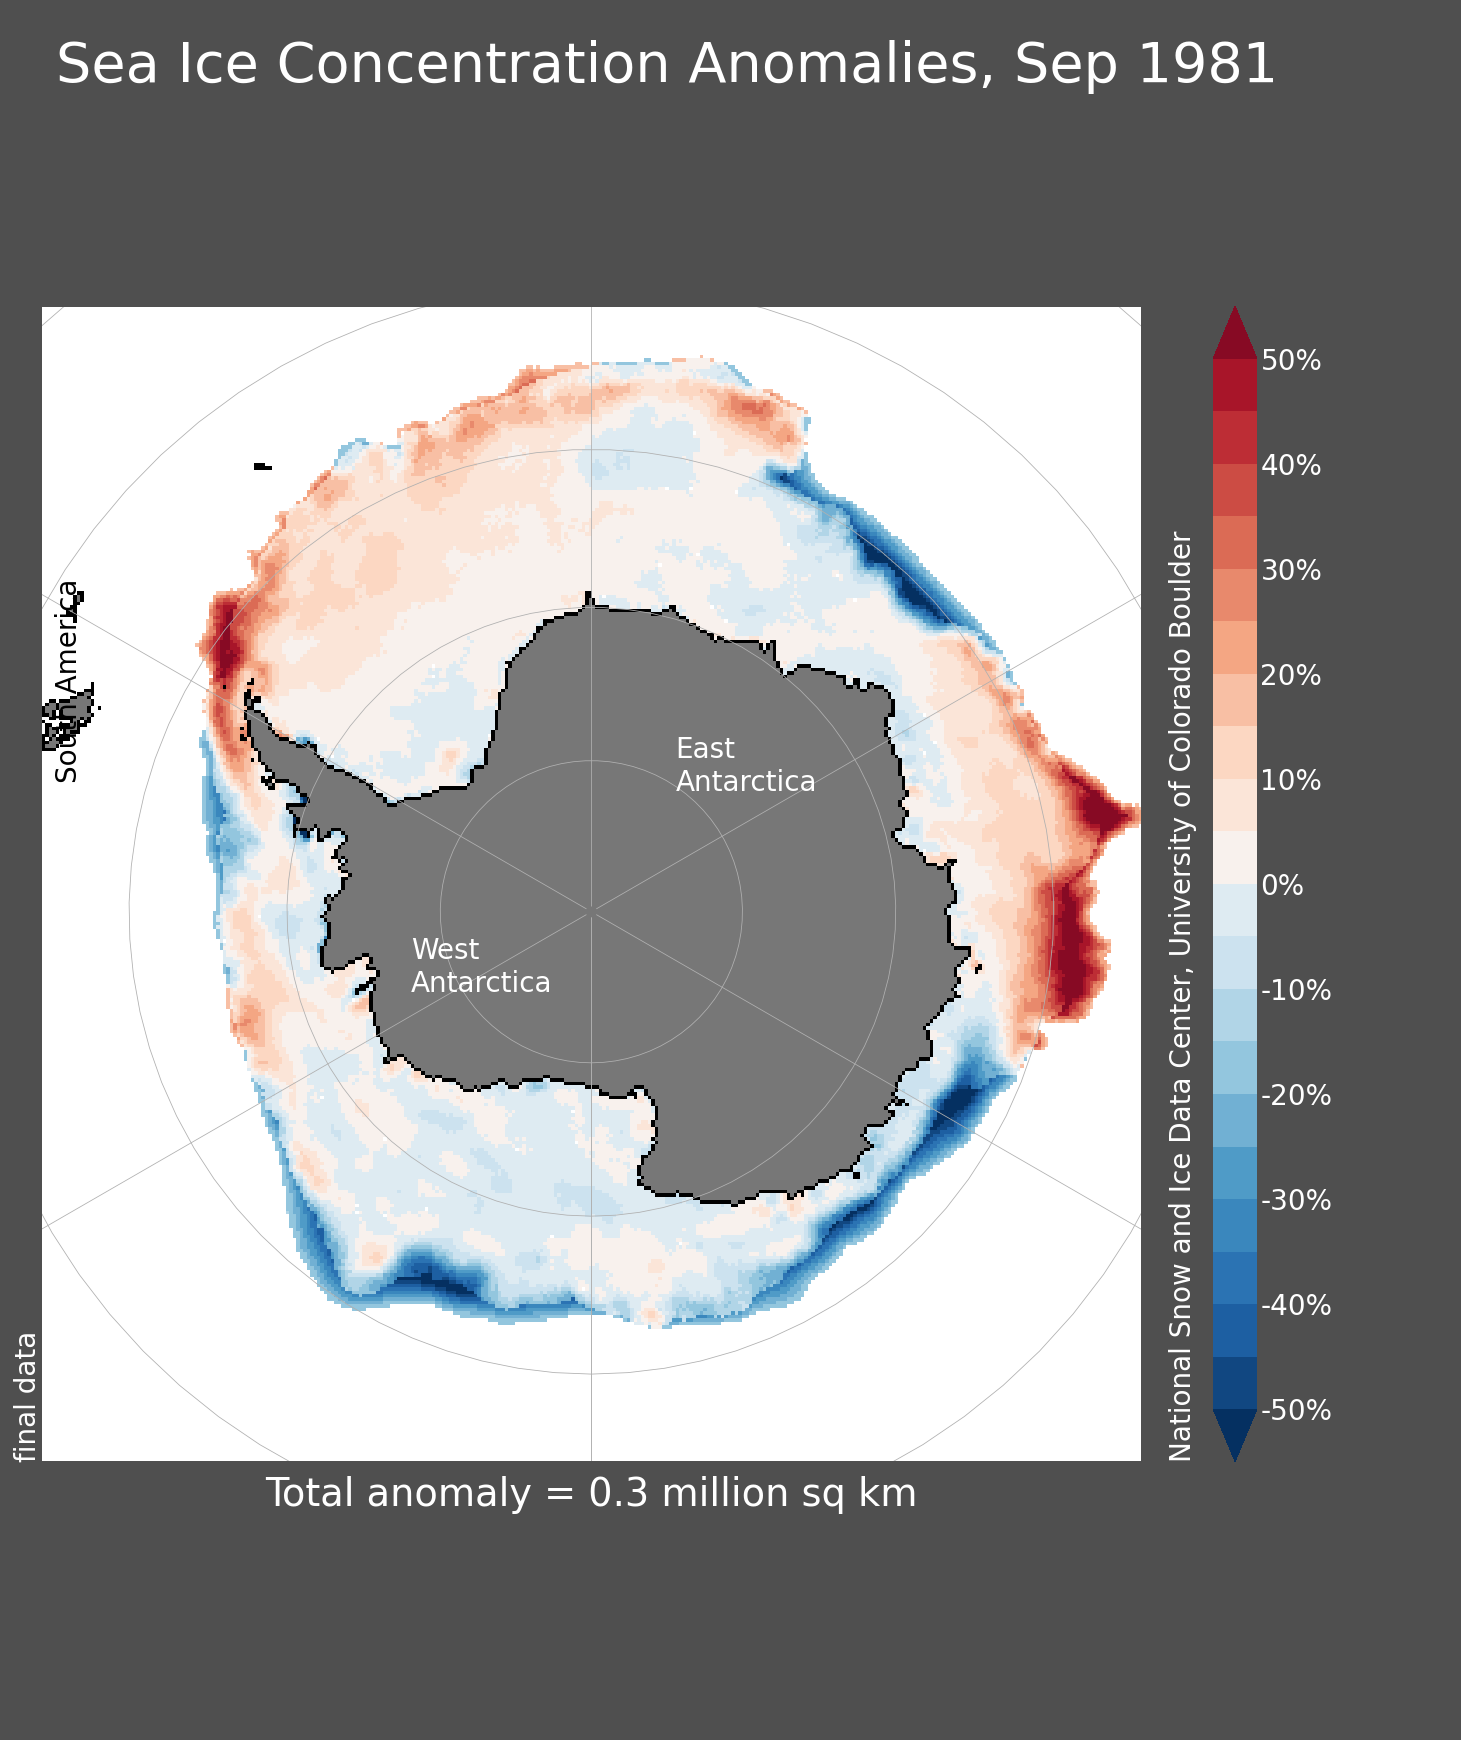 Sea Ice Concentration Anomalies, Sep 1981
South America
East
Antarctica
West
Antarctica
final data
National Snow and Ice Data Center, University of Colorado Boulder
50%
40%
30%
20%
10%
0%
-10%
-20%
-30%
-40%
-50%
Total anomaly = 0.3 million sq km